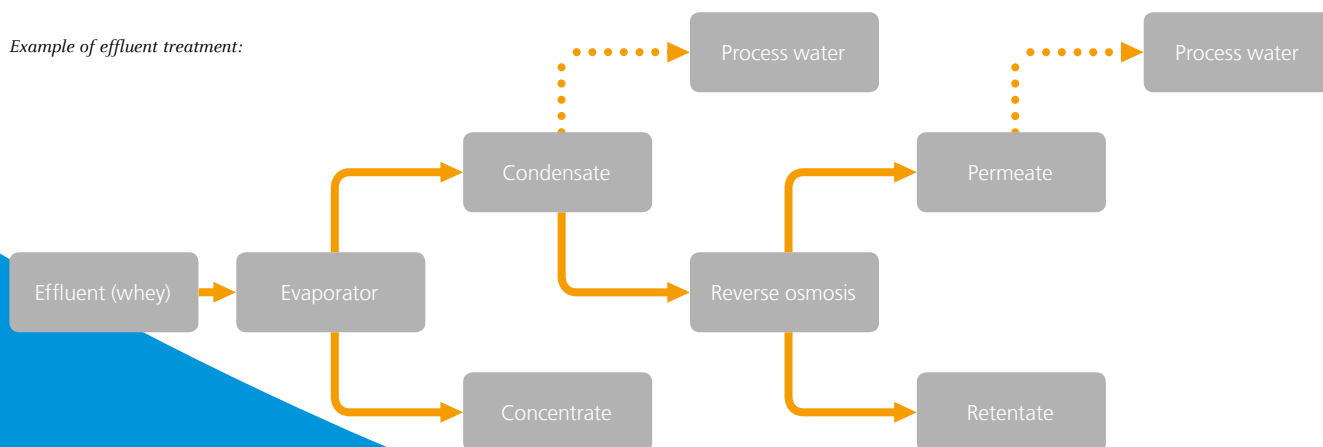 Example of effluent treatment:
Process water
Process water
Condensate
Permeate
Effluent (whey)
Evaporator
Reverse osmosis
Concentrate
Retentate